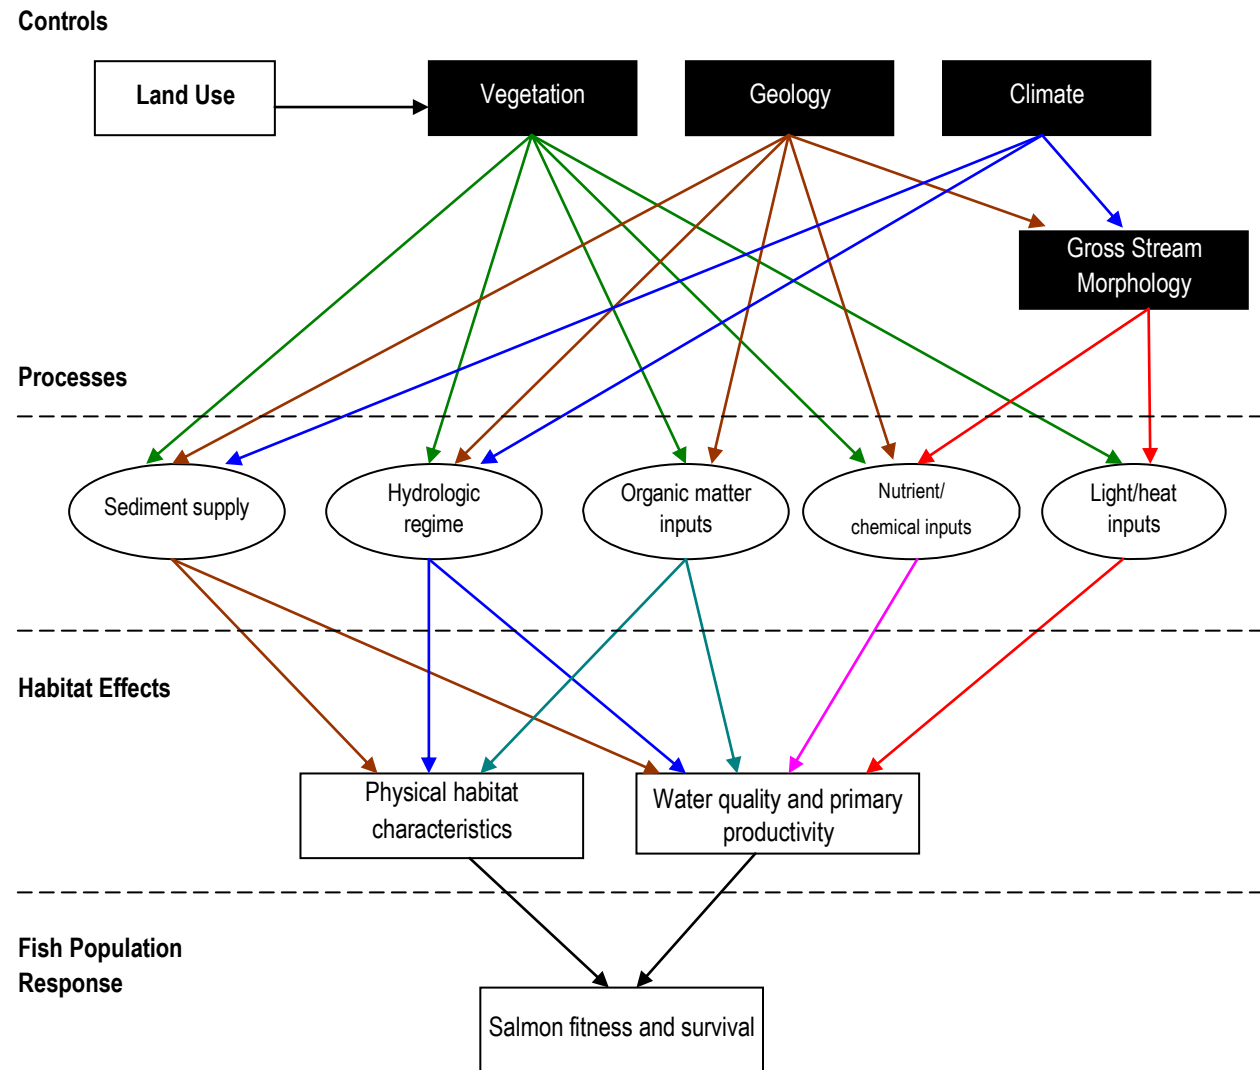 Controls
Land Use
Vegetation
Geology
Climate
Gross Stream
Morphology
Processes
Sediment supply
Hydrologic
regime
Organic matter
inputs
Nutrient/
chemical inputs
Light/heat
inputs
Habitat Effects
Physical habitat
characteristics
Water quality and primary
productivity
Fish Population
Response
Salmon fitness and survival